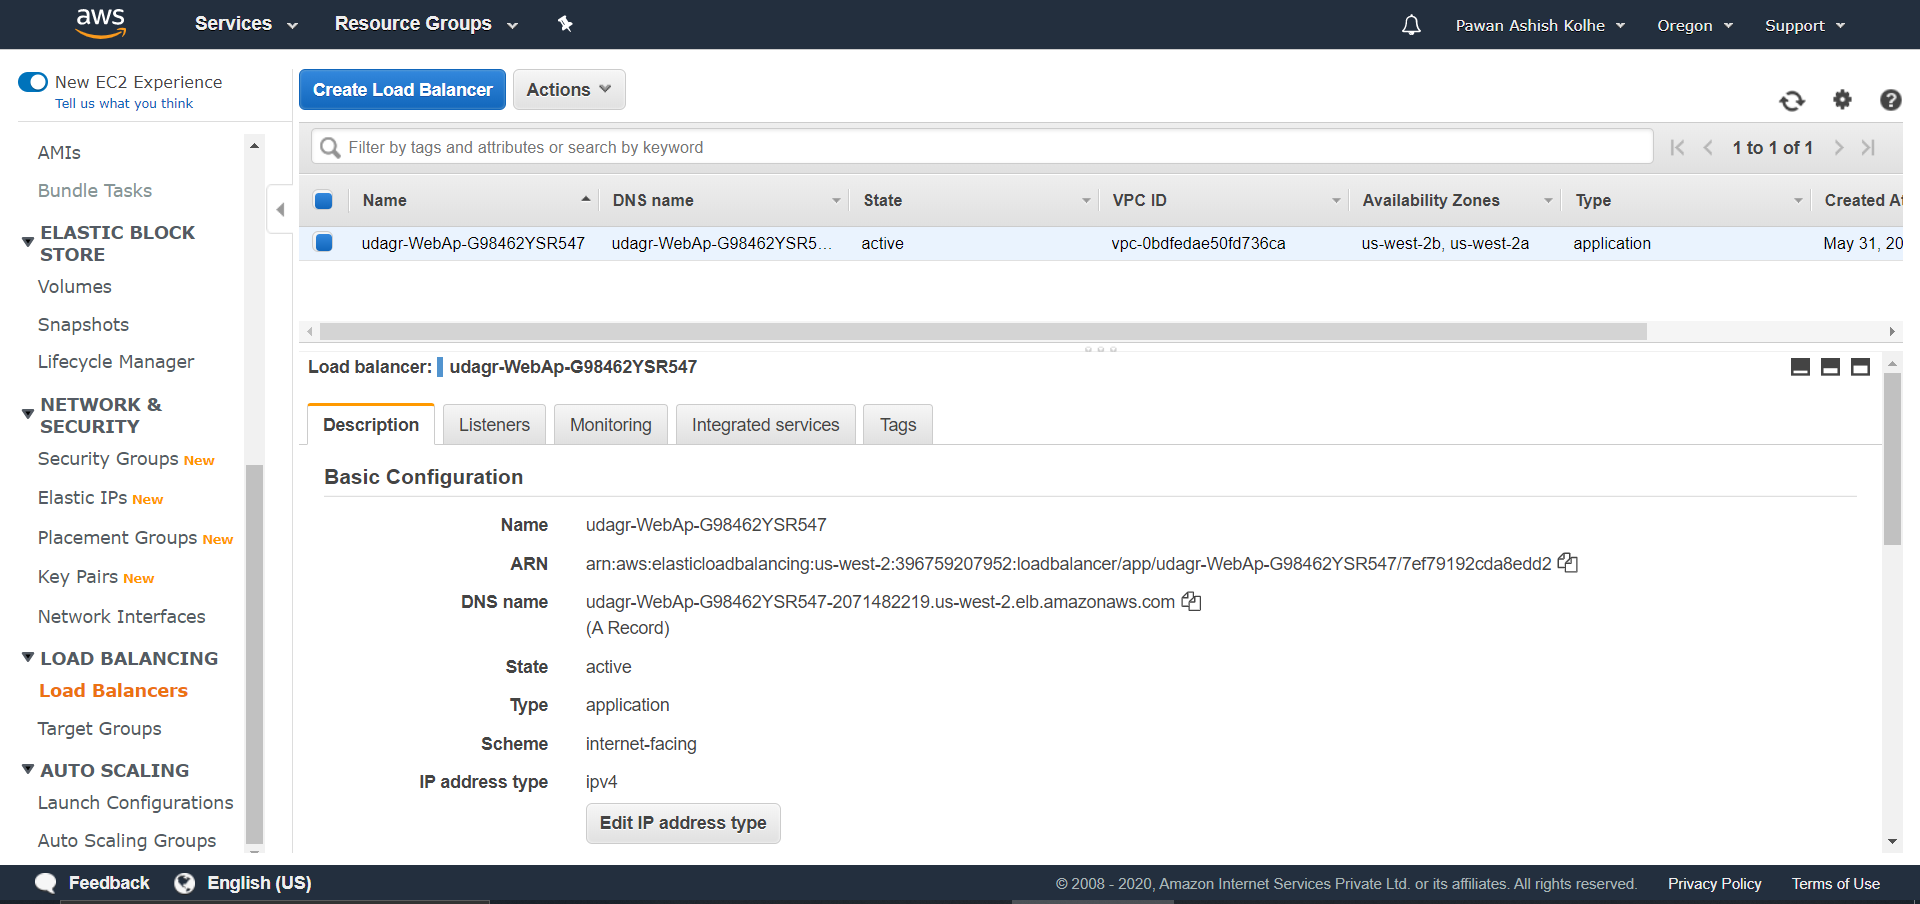 aws
Services
Resource Groups
Pawan Ashish Kolhe
Oregon
Support
New EC2 Experience
Tell us what you think
AMIs
Bundle Tasks
ELASTIC BLOCK
STORE
Volumes
Snapshots
Lifecycle Manager
NETWORK &
SECURITY
Security Groups New
Elastic IPs New
Placement Groups New
Key Pairs New
Network Interfaces
LOAD BALANCING
Load Balancers
Target Groups
AUTO SCALING
Launch Configurations
Auto Scaling Groups
Create Load Balancer
Actions
Filter by tags and attributes or search by keyword
1 to 1 of 1
Name DNS name State VPC ID Availability Zones Type Created At
udagr-WebAp-G98462YSR547 udagr-WebAp-G98462YSR5... active vpc-0bdfedae50fd736ca us-west-2b, us-west-2a application May 31, 20
Load balancer: udagr-WebAp-G98462YSR547
Description Listeners Monitoring Integrated services Tags
Basic Configuration
Name udagr-WebAp-G98462YSR547
ARN arn:aws:elasticloadbalancing:us-west-2:396759207952:loadbalancer/app/udagr-WebAp-G98462YSR547/7ef79192cda8edd2
DNS name udagr-WebAp-G98462YSR547-2071482219.us-west-2.elb.amazonaws.com
(A Record)
State active
Type application
Scheme internet-facing
IP address type ipv4
Edit IP address type
Feedback
English (US)
© 2008 - 2020, Amazon Internet Services Private Ltd. or its affiliates. All rights reserved.
Privacy Policy
Terms of Use